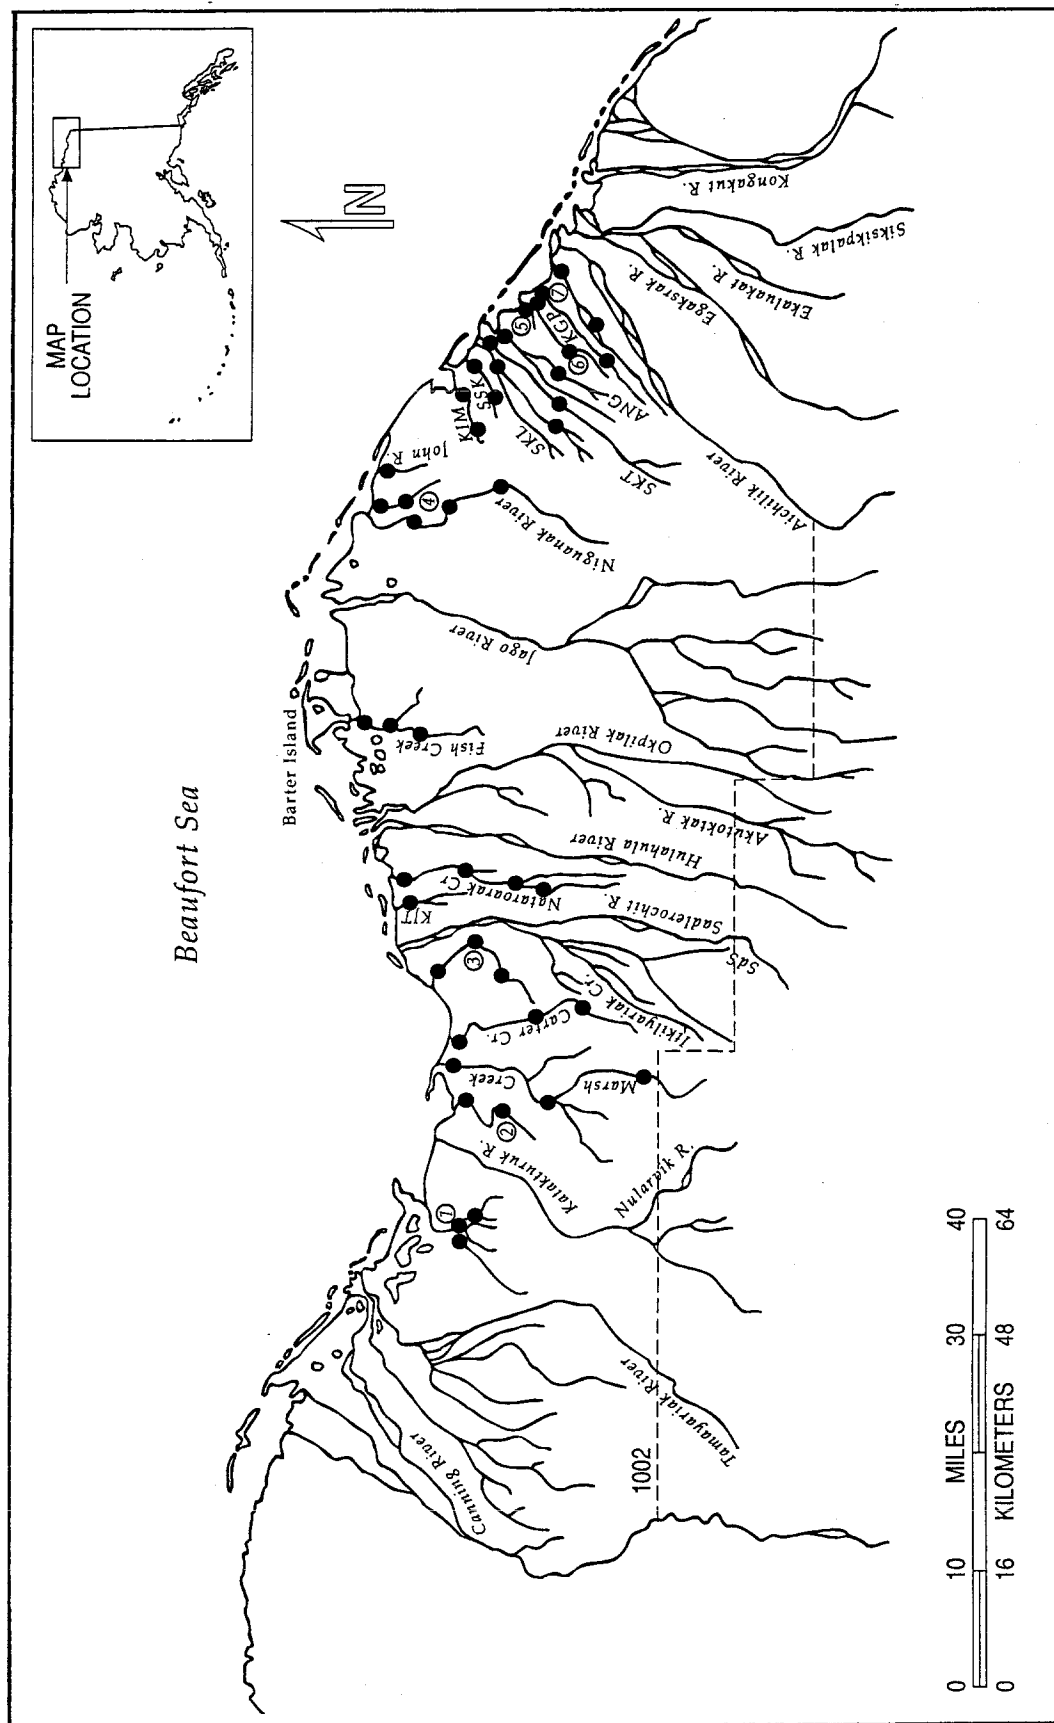 MAP
LOCATION
N
Beaufort Sea
Barter Island
Canning River
Tamayariak River
1002
①
Katakturuk R.
Nularvik R.
②
Marsh
Creek
Carter Cr.
③
Itkilyariak Cr.
SdS
Sadlerochit R.
KJT
Nataroarak Cr
Hulahula River
Akutoktak R.
Okpilak River
Fish Creek
Jago River
Niguanak River
④
John R.
KIM
SSK
SKL
SKT
ANG
⑤
⑥
KGP
⑦
Aichilik River
Egaksrak R.
Ekaluakat R.
Siksikpalak R.
Kongakut R.
0 10 30 40
MILES
0 16 48 64
KILOMETERS